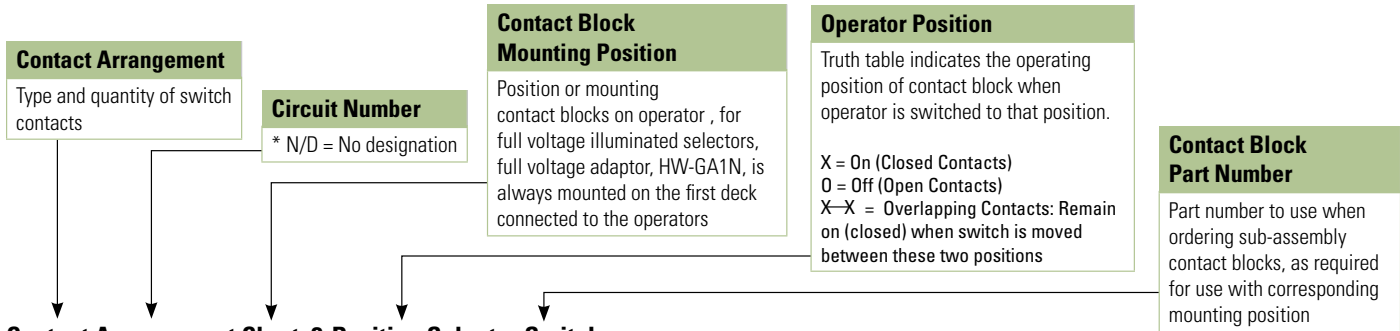 Contact Arrangement
Type and quantity of switch
contacts
Circuit Number
* N/D = No designation
Contact Block
Mounting Position
Position or mounting
contact blocks on operator , for
full voltage illuminated selectors,
full voltage adaptor, HW-GA1N, is
always mounted on the first deck
connected to the operators
Operator Position
Truth table indicates the operating
position of contact block when
operator is switched to that position.
X = On (Closed Contacts)
O = Off (Open Contacts)
X—X = Overlapping Contacts: Remain
on (closed) when switch is moved
between these two positions
Contact Block
Part Number
Part number to use when
ordering sub-assembly
contact blocks, as required
for use with corresponding
mounting position